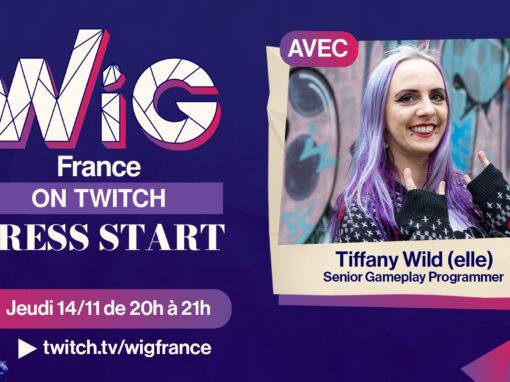 WiG
France
ON TWITCH
RESS START
Jeudi 14/11 de 20h à 21h
twitch.tv/wigfrance
AVEC
Tiffany Wild (elle)
Senior Gameplay Programmer